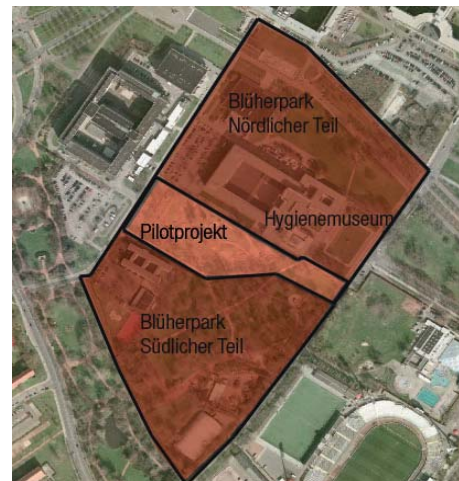 Blüherpark
Nördlicher Teil
Hygienemuseum
Pilotprojekt
Blüherpark
Südlicher Teil